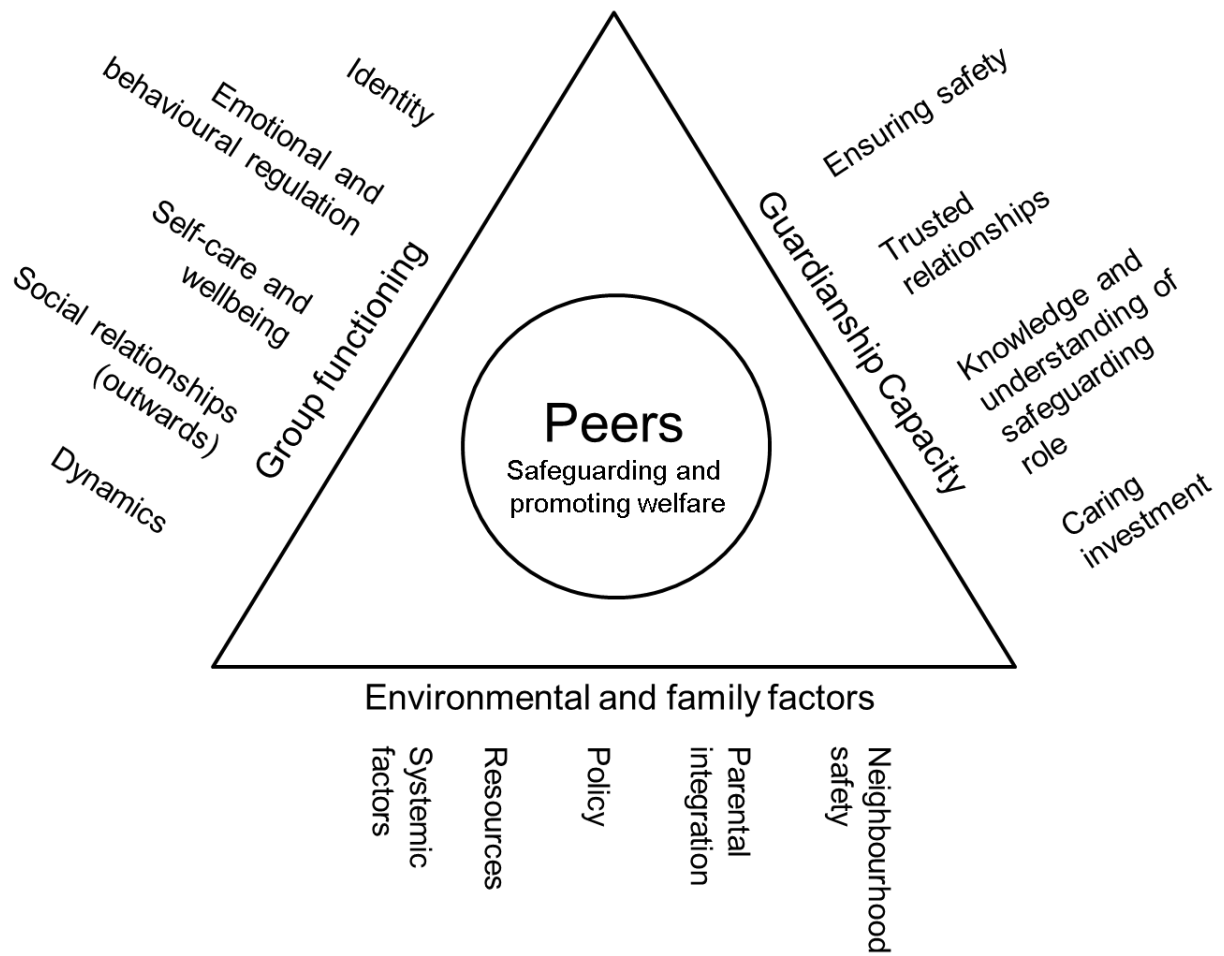 Identity
Emotional and
behavioural regulation
Self-care and
wellbeing
Social relationships
(outwards)
Dynamics
Group functioning
Ensuring safety
Trusted
relationships
Knowledge and
understanding of
safeguarding
role
Caring
investment
Guardianship Capacity
Peers
Safeguarding and
promoting welfare
Environmental and family factors
Systemic
factors
Resources
Policy
Parental
integration
Neighbourhood
safety